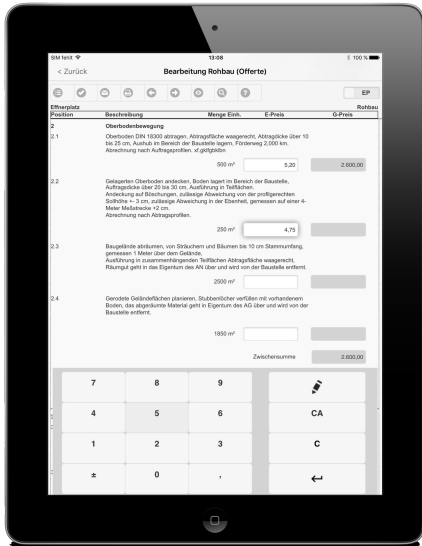 SIM fehlt 13:08 100 %
< Zurück Bearbeitung Rohbau (Offerte)
EP
Effnerplatz Rohbau
Position Beschreibung Menge Einh. E-Preis G-Preis
2 Oberbodenbewegung
2.1 Oberboden DIN 18300 abtragen, Abtragsfläche waagerecht, Abtragdicke über 10
bis 25 cm, Aushub im Bereich der Baustelle lagern, Förderweg 2,000 km.
Abrechnung nach Auftragsprofilen. xf.gkifgbklbn
500 m² 5,20 2.600,00
2.2 Gelagerten Oberboden andecken, Boden lagert im Bereich der Baustelle,
Auftragsdicke über 20 bis 30 cm, Ausführung in Teilflächen.
Andeckung auf Böschungen, zulässige Abweichung von der profilgerechten
Sollhöhe +- 3 cm, zulässige Abweichung in der Ebenheit, gemessen auf einer 4-
Meter Meßstrecke +2 cm.
Abrechnung nach Abtragsprofilen.
250 m² 4,75
2.3 Baugelände abräumen, von Sträuchern und Bäumen bis 10 cm Stammumfang,
gemessen 1 Meter über dem Gelände,
Ausführung in zusammenhängenden Teilflächen Abtragsfläche waagerecht,
Räumgut geht in das Eigentum des AN über und wird von der Baustelle entfernt.
2500 m²
2.4 Gerodete Geländeflächen planieren, Stubbenlöcher verfüllen mit vorhandenem
Boden, das abgeräumte Material geht in Eigentum des AG über und wird von der
Baustelle entfernt.
1850 m²
Zwischensumme 2.600,00
7 8 9
4 5 6 CA
1 2 3 C
± 0 ,